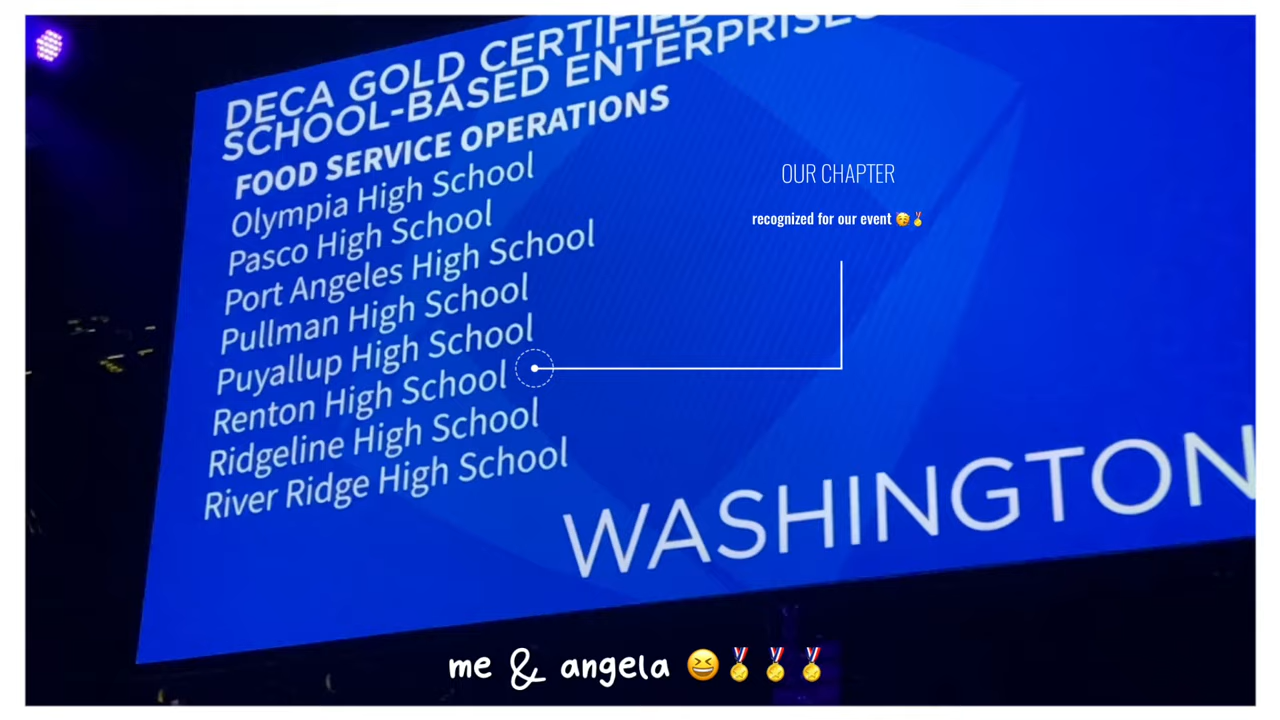 DECA GOLD CERTIFIED
SCHOOL-BASED ENTERPRISES
FOOD SERVICE OPERATIONS
Olympia High School
Pasco High School
Port Angeles High School
Pullman High School
Puyallup High School
Renton High School
Ridgeline High School
River Ridge High School
WASHINGTON
OUR CHAPTER
recognized for our event 🥳🏅
me & angela 😆🏅🏅🏅